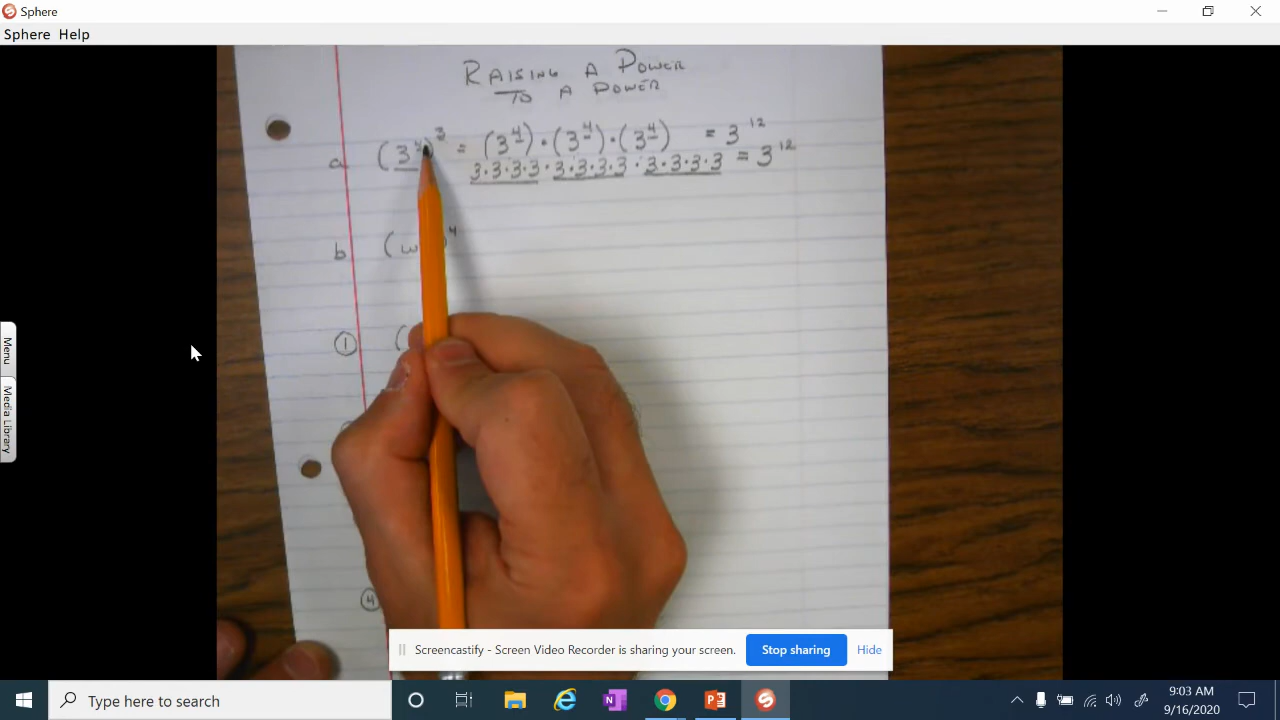 Sphere
Sphere Help
RAISING A POWER
TO A POWER
a (3⁴)³ = (3⁴)·(3⁴)·(3⁴) = 3¹²
3·3·3·3 · 3·3·3·3 · 3·3·3·3 = 3¹²
b (w )⁴
① (
④
Menu
Media Library
Screencastify - Screen Video Recorder is sharing your screen.
Stop sharing
Hide
Type here to search
9:03 AM
9/16/2020